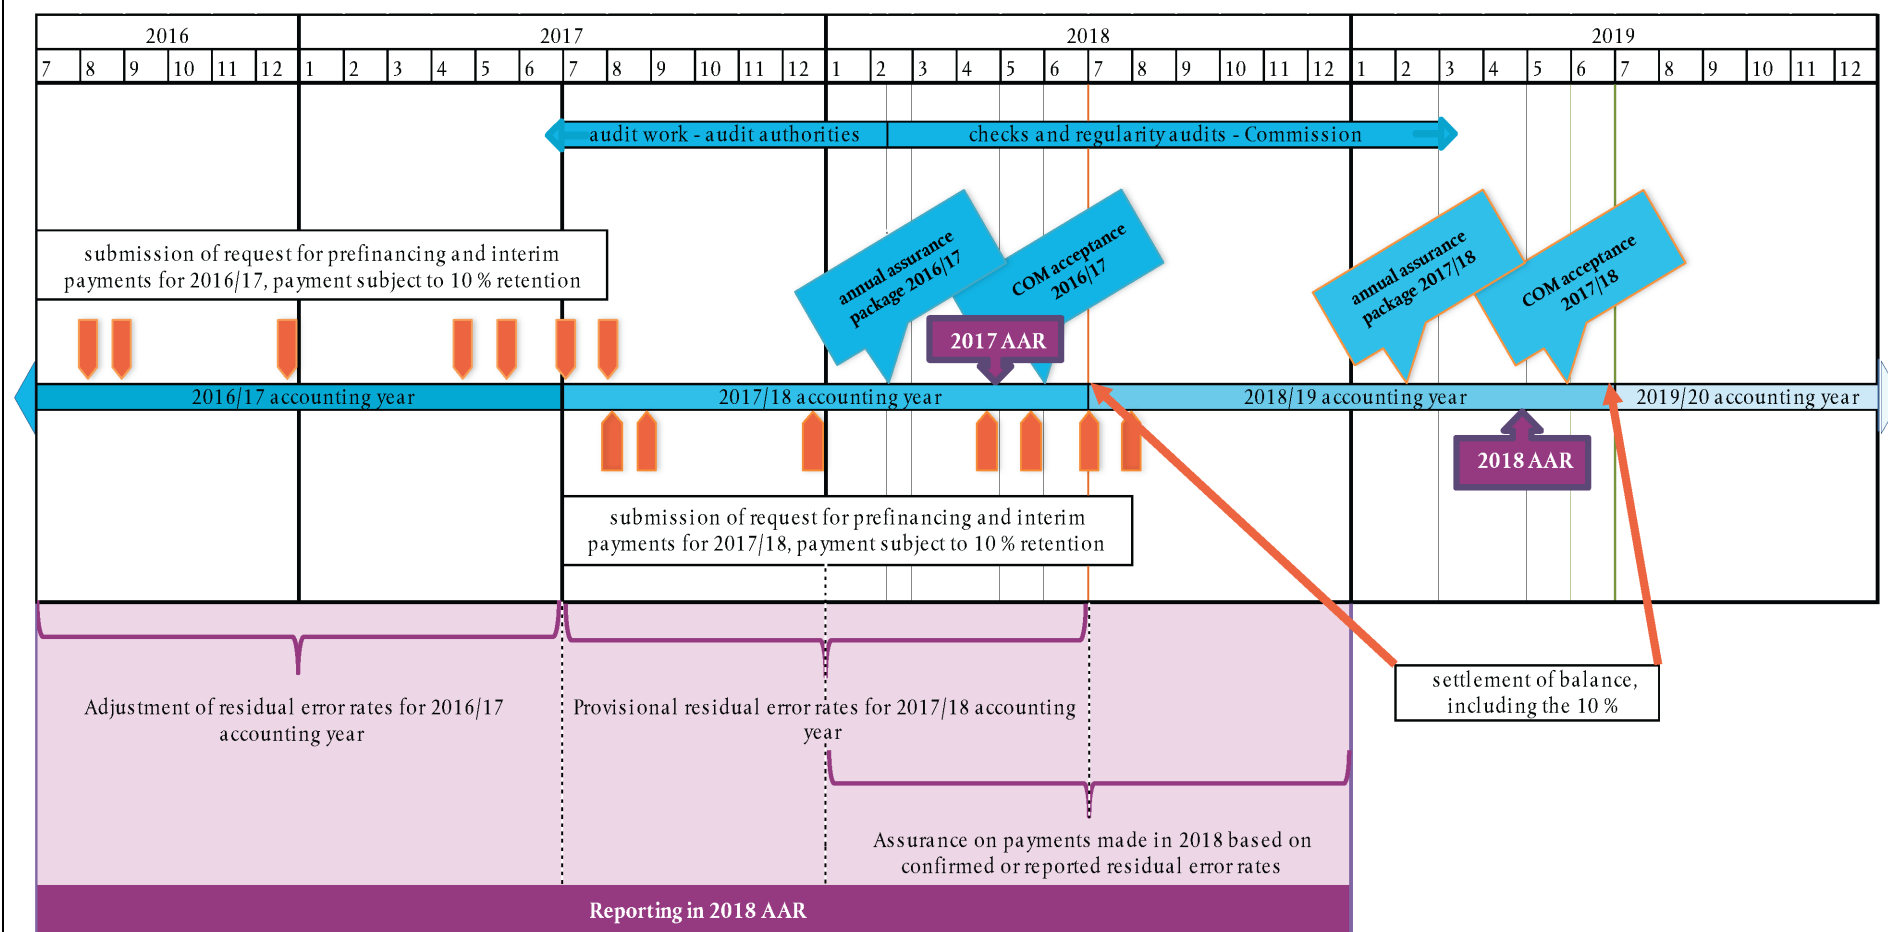 2016 2017 2018 2019
7 8 9 10 11 12 1 2 3 4 5 6 7 8 9 10 11 12 1 2 3 4 5 6 7 8 9 10 11 12 1 2 3 4 5 6 7 8 9 10 11 12
audit work - audit authorities checks and regularity audits - Commission
submission of request for prefinancing and interim
payments for 2016/17, payment subject to 10 % retention
annual assurance
package 2016/17
COM acceptance
2016/17
annual assurance
package 2017/18
COM acceptance
2017/18
2017 AAR
2016/17 accounting year 2017/18 accounting year 2018/19 accounting year 2019/20 accounting year
2018 AAR
submission of request for prefinancing and interim
payments for 2017/18, payment subject to 10 % retention
settlement of balance,
including the 10 %
Adjustment of residual error rates for 2016/17
accounting year
Provisional residual error rates for 2017/18 accounting
year
Assurance on payments made in 2018 based on
confirmed or reported residual error rates
Reporting in 2018 AAR